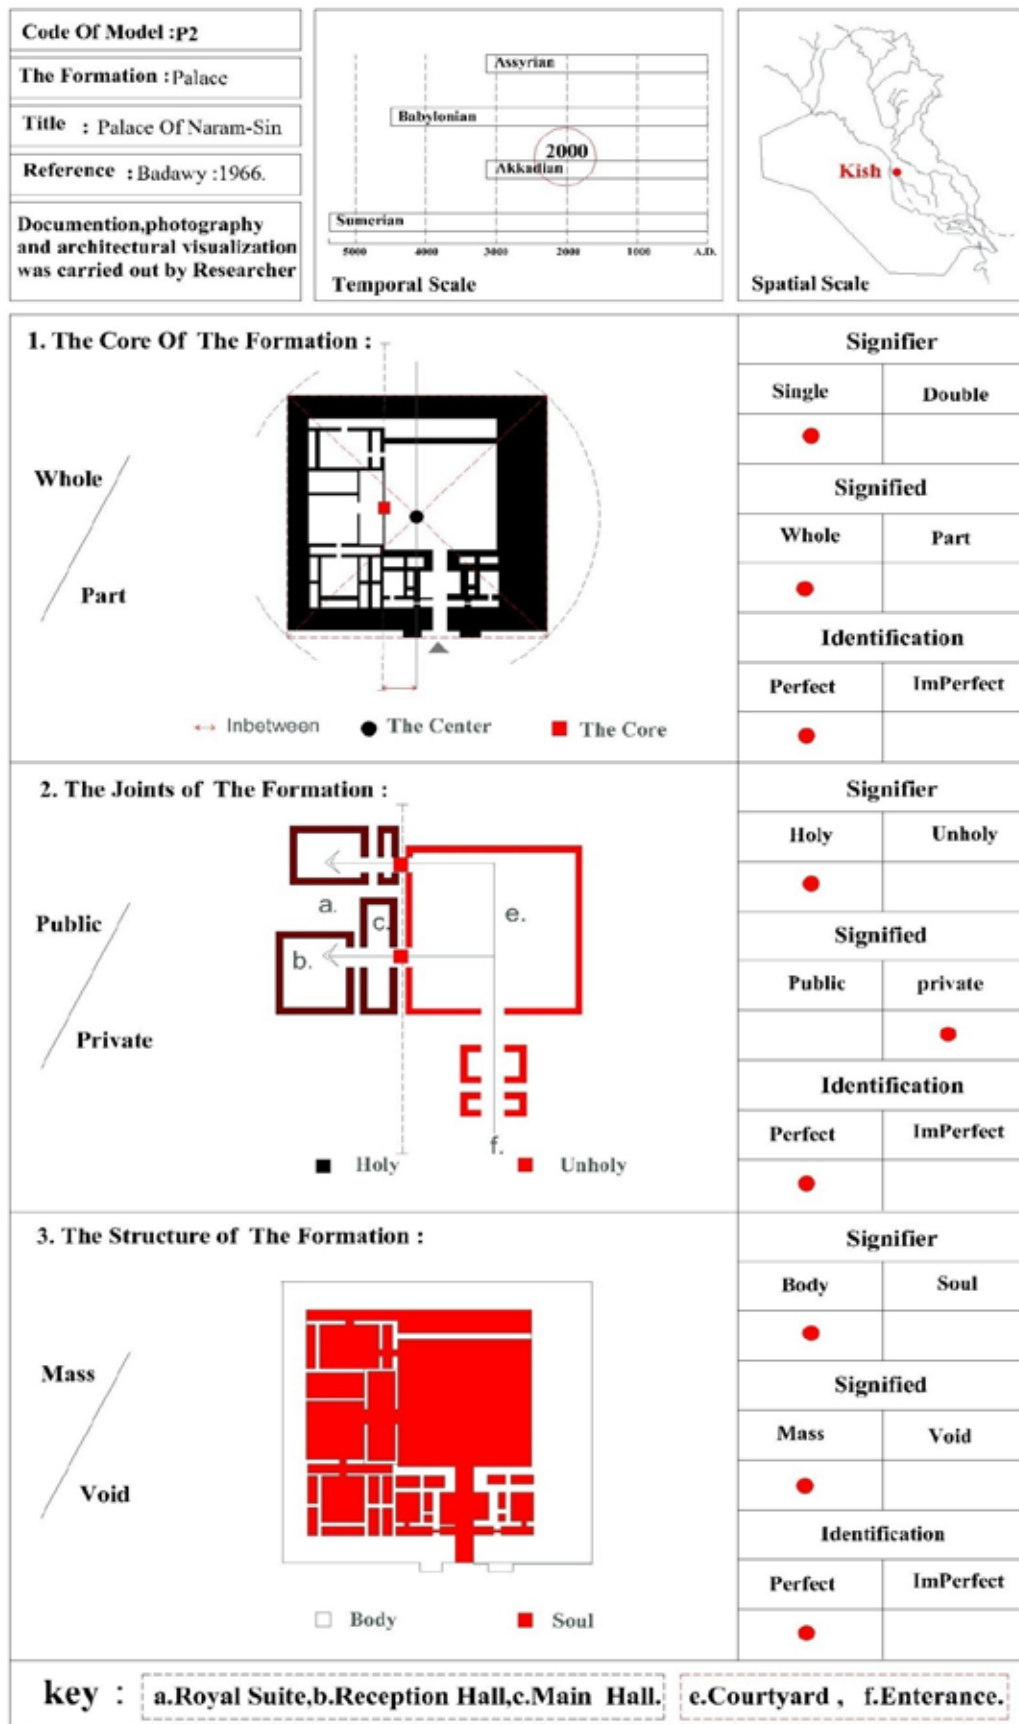 Code Of Model :P2
The Formation : Palace
Title : Palace Of Naram-Sin
Reference : Badawy :1966.
Documention,photography
and architectural visualization
was carried out by Researcher
Assyrian
Babylonian
2000
Akkadian
Sumerian
5000 4000 3000 2000 1000 A.D.
Temporal Scale
Kish
Spatial Scale
1. The Core Of The Formation :
Whole
Part
Inbetween The Center The Core
Signifier
Single Double
Signified
Whole Part
Identification
Perfect ImPerfect
2. The Joints of The Formation :
Public
Private
a.
b.
c.
e.
f.
Holy Unholy
Signifier
Holy Unholy
Signified
Public private
Identification
Perfect ImPerfect
3. The Structure of The Formation :
Mass
Void
Body Soul
Signifier
Body Soul
Signified
Mass Void
Identification
Perfect ImPerfect
key : a.Royal Suite,b.Reception Hall,c.Main Hall. e.Courtyard , f.Enterance.